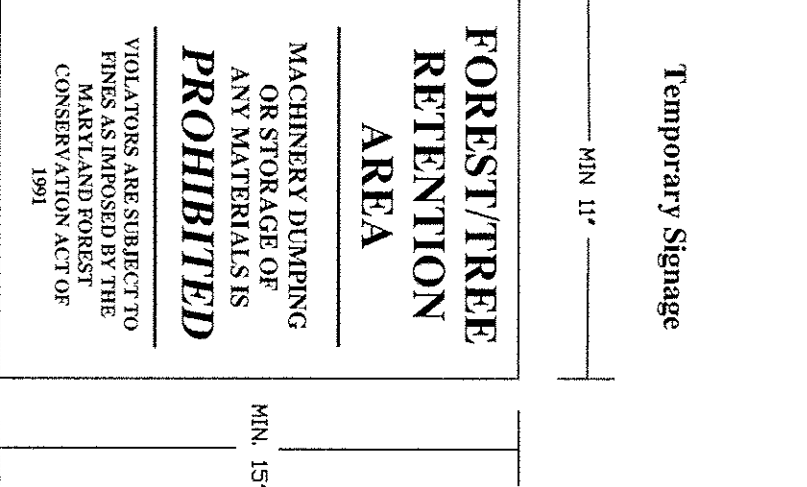 Temporary Signage
MIN 11"
FOREST/TREE
RETENTION
AREA
MACHINERY DUMPING
OR STORAGE OF
ANY MATERIALS IS
PROHIBITED
VIOLATORS ARE SUBJECT TO
FINES AS IMPOSED BY THE
MARYLAND FOREST
CONSERVATION ACT OF
1991
MIN. 15"